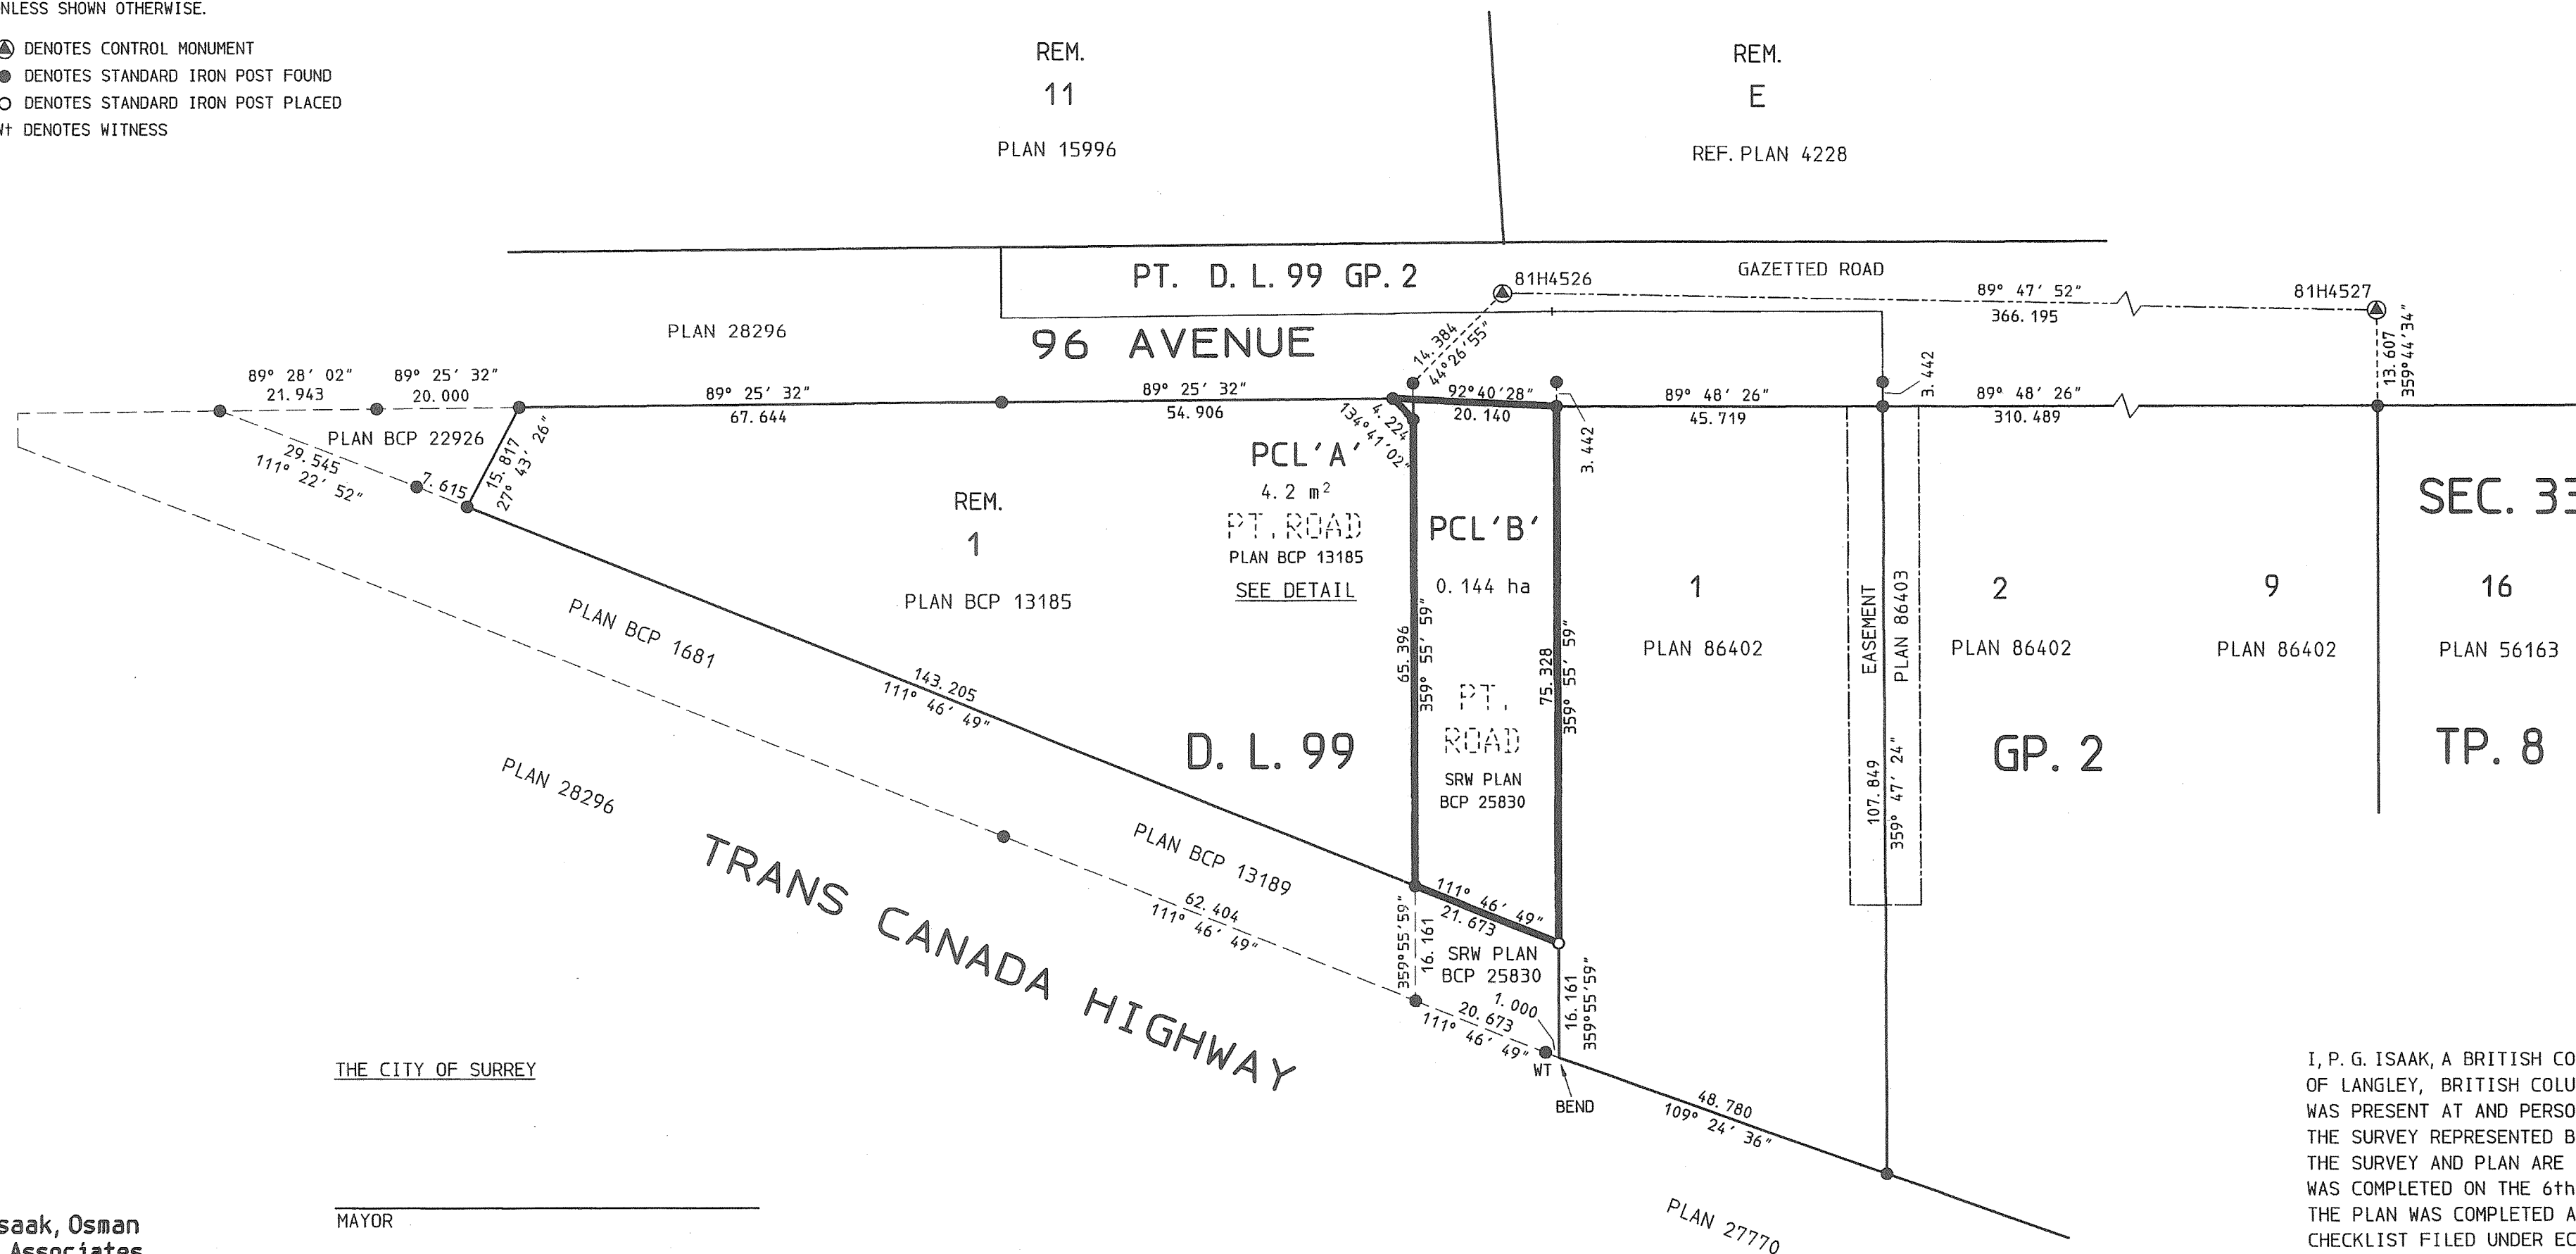 UNLESS SHOWN OTHERWISE.
DENOTES CONTROL MONUMENT
DENOTES STANDARD IRON POST FOUND
DENOTES STANDARD IRON POST PLACED
Wt DENOTES WITNESS
REM.
11
PLAN 15996
REM.
E
REF. PLAN 4228
PT. D. L. 99 GP. 2
GAZETTED ROAD
81H4526
89° 47' 52"
366. 195
81H4527
13. 607
359°44'34"
PLAN 28296
96 AVENUE
14. 384
44°26'55"
89° 28' 02"
21.943
89° 25' 32"
20.000
89° 25' 32"
67.644
89° 25' 32"
54.906
92°40'28"
20. 140
89° 48' 26"
45.719
3. 442
89° 48' 26"
310.489
3. 442
4. 224
134°41'02"
PLAN BCP 22926
29.545
111° 22' 52"
7.615
15. 817
27° 43' 26"
REM.
1
PLAN BCP 13185
PCL'A'
4. 2 m²
PT. ROAD
PLAN BCP 13185
SEE DETAIL
PCL'B'
0. 144 ha
65. 396
359° 55' 59"
75. 328
359° 55' 59"
PT.
ROAD
SRW PLAN
BCP 25830
1
PLAN 86402
EASEMENT
PLAN 86403
107. 849
359° 47' 24"
2
PLAN 86402
9
PLAN 86402
SEC. 33
16
PLAN 56163
D. L. 99
GP. 2
TP. 8
PLAN BCP 1681
143. 205
111° 46' 49"
PLAN 28296
TRANS CANADA HIGHWAY
PLAN BCP 13189
62. 404
111° 46' 49"
111° 46' 49"
21.673
359°55'59"
16. 161
SRW PLAN
BCP 25830
1. 000
20. 673
111° 46' 49"
16. 161
359°55'59"
WT
BEND
48. 780
109° 24' 36"
PLAN 27770
THE CITY OF SURREY
MAYOR
saak, Osman
Associates
I, P. G. ISAAK, A BRITISH CO
OF LANGLEY, BRITISH COLU
WAS PRESENT AT AND PERSO
THE SURVEY REPRESENTED B
THE SURVEY AND PLAN ARE
WAS COMPLETED ON THE 6th
THE PLAN WAS COMPLETED A
CHECKLIST FILED UNDER EC